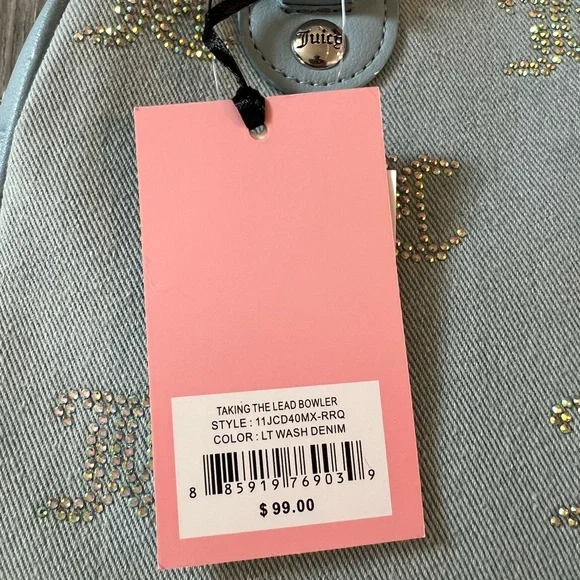 Juicy
TAKING THE LEAD BOWLER
STYLE : 11JCD40MX-RRQ
COLOR : LT WASH DENIM
8 85919 76903 9
$ 99.00